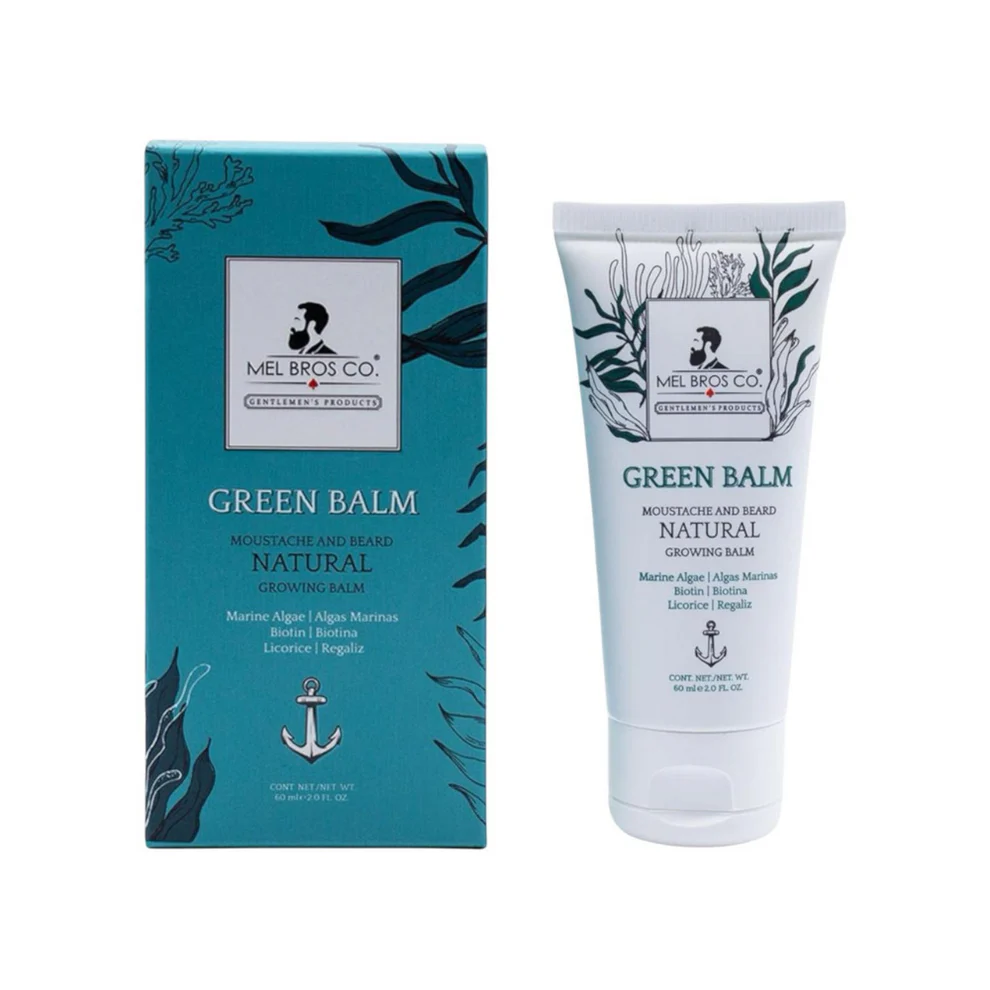 MEL BROS CO.®
GENTLEMEN'S PRODUCTS
GREEN BALM
MOUSTACHE AND BEARD
NATURAL
GROWING BALM
Marine Algae | Algas Marinas
Biotin | Biotina
Licorice | Regaliz
CONT. NET./NET. WT.
60 ml e 2.0 FL. OZ.
MEL BROS CO.®
GENTLEMEN'S PRODUCTS
GREEN BALM
MOUSTACHE AND BEARD
NATURAL
GROWING BALM
Marine Algae | Algas Marinas
Biotin | Biotina
Licorice | Regaliz
CONT. NET./NET. WT.
60 ml e 2.0 FL. OZ.